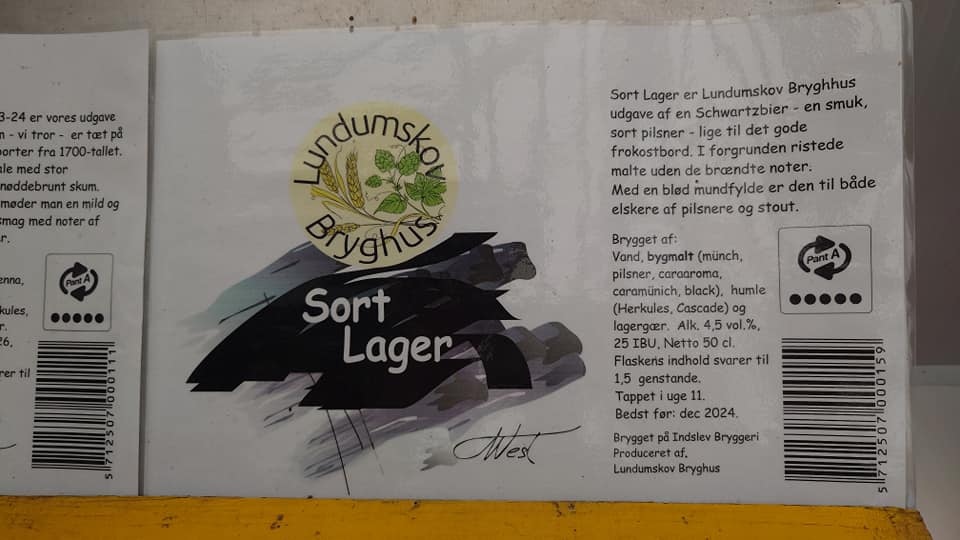 3-24 er vores udgave
n - vi tror - er tæt på
porter fra 1700-tallet.
ale med stor
nøddebrunt skum.
møder man en mild og
smag med noter af
r.
enna,
kules,
r.
26,
rer til
Pant A
5 712507 000111
Lundumskov
Bryghus
Sort
Lager
West
Sort Lager er Lundumskov Bryghhus
udgave af en Schwartzbier - en smuk,
sort pilsner - lige til det gode
frokostbord. I forgrunden ristede
malte uden de brændte noter.
Med en blød mundfylde er den til både
elskere af pilsnere og stout.
Brygget af:
Vand, bygmalt (münch,
pilsner, caraaroma,
caramünich, black), humle
(Herkules, Cascade) og
lagergær. Alk. 4,5 vol.%,
25 IBU, Netto 50 cl.
Flaskens indhold svarer til
1,5 genstande.
Tappet i uge 11.
Bedst før: dec 2024.
Brygget på Indslev Bryggeri
Produceret af.
Lundumskov Bryghus
Pant A
5 712507 000159